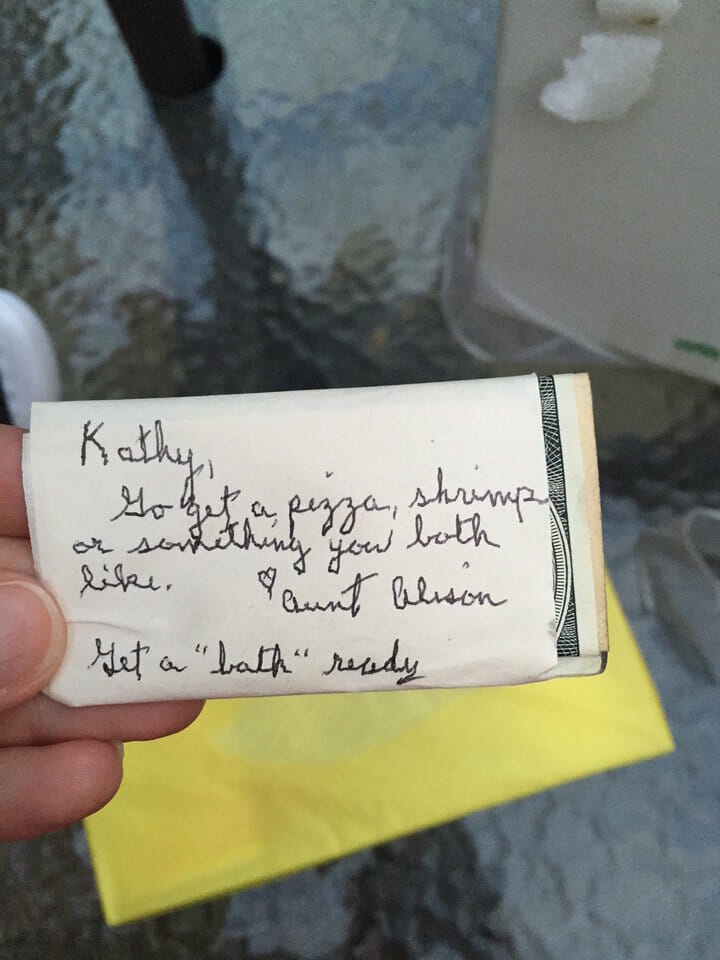 Kathy,
Go get a pizza, shrimp
or something you both
like. ♡ Aunt Alison
Get a "bath" ready